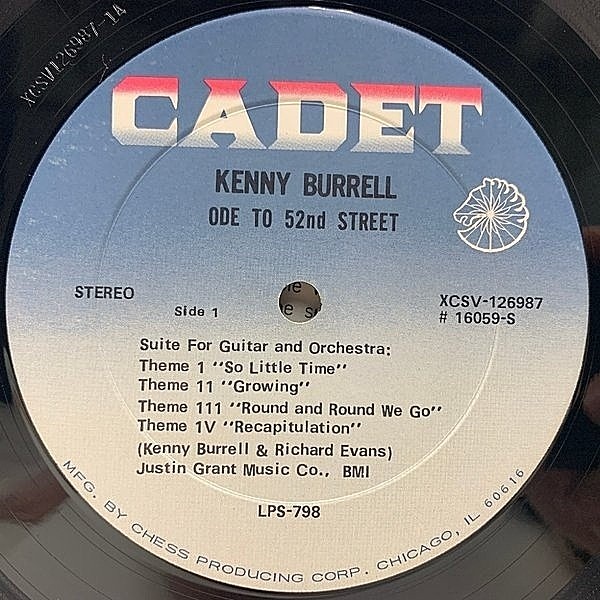 XCSV126987-1A
CADET
KENNY BURRELL
ODE TO 52nd STREET
STEREO
Side 1
XCSV-126987
# 16059-S
Suite For Guitar and Orchestra:
Theme 1 "So Little Time"
Theme 11 "Growing"
Theme 111 "Round and Round We Go"
Theme 1V "Recapitulation"
(Kenny Burrell & Richard Evans)
Justin Grant Music Co., BMI
LPS-798
MFG. BY CHESS PRODUCING CORP. CHICAGO, IL 60616